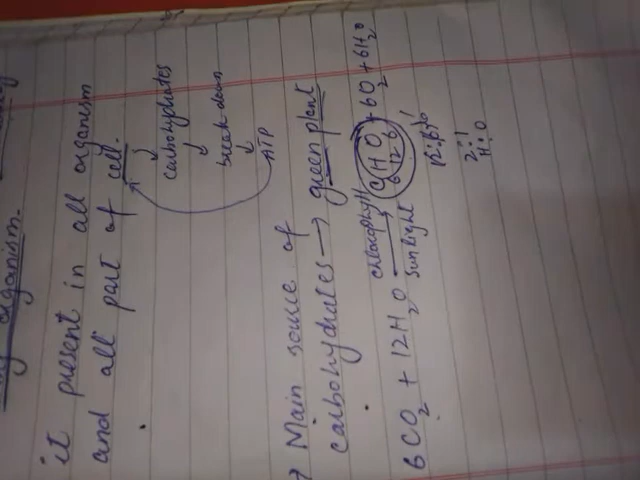 organism.
it present in all organism
and all part of cell.
carbohydrates
break down
ATP
Main source of
carbohydrates → green plant
6CO2 + 12H2O chlorophyll → sunlight C6H12O6 + 6O2 + 6H2O
2:1
H:O